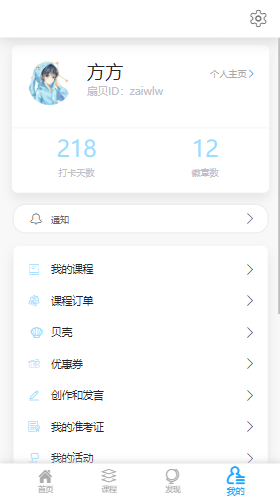 方方
扇贝ID：zaiwlw
个人主页
218
12
打卡天数
徽章数
通知
我的课程
课程订单
贝壳
优惠券
创作和发言
我的准考证
我的活动
首页
课程
发现
我的